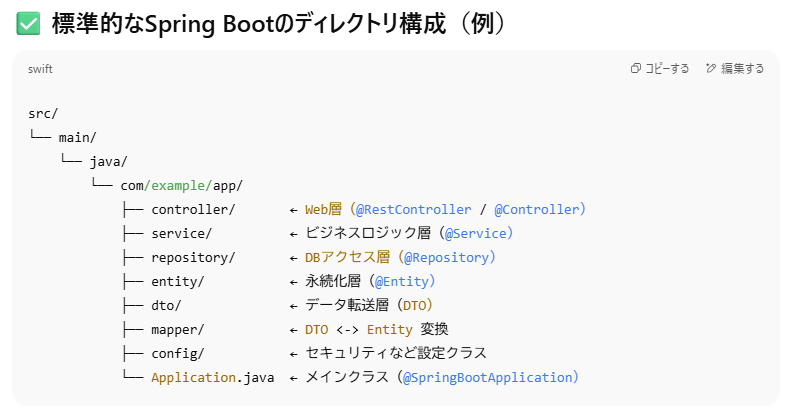 ✅ 標準的なSpring Bootのディレクトリ構成（例）
swift
コピーする 編集する
src/
└── main/
    └── java/
        └── com/example/app/
            ├── controller/       ← Web層（@RestController / @Controller）
            ├── service/          ← ビジネスロジック層（@Service）
            ├── repository/       ← DBアクセス層（@Repository）
            ├── entity/           ← 永続化層（@Entity）
            ├── dto/              ← データ転送層（DTO）
            ├── mapper/           ← DTO <-> Entity 変換
            ├── config/           ← セキュリティなど設定クラス
            └── Application.java  ← メインクラス（@SpringBootApplication）